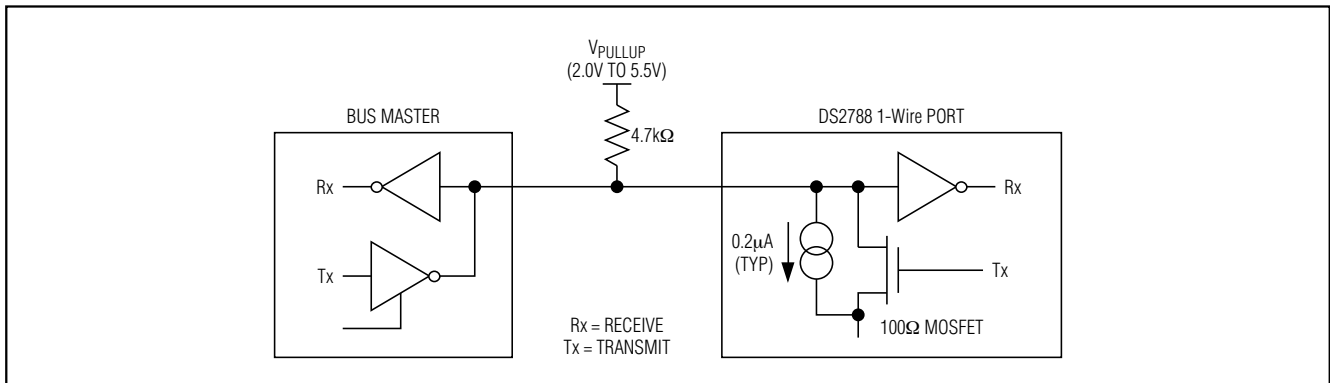 V_PULLUP
(2.0V TO 5.5V)
BUS MASTER
DS2788 1-Wire PORT
4.7kΩ
Rx
Rx
0.2µA
(TYP)
Tx
Tx
100Ω MOSFET
Rx = RECEIVE
Tx = TRANSMIT